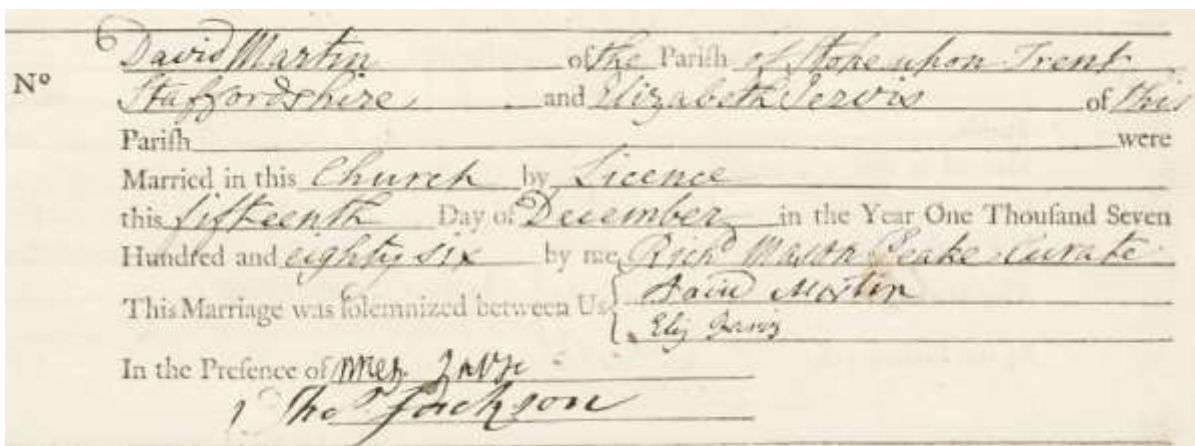 David Martin of the Pariſh of Stoke upon Trent
Nº Staffordshire and Elizabeth Jervis of this
Pariſh were
Married in this Church by Licence
this fifteenth Day of December in the Year One Thouſand Seven
Hundred and eighty six by me Richd Mason Peake Curate
This Marriage was ſolemnized between Us David Martin
Eliz Jarvis
In the Preſence of
Thos Jackson